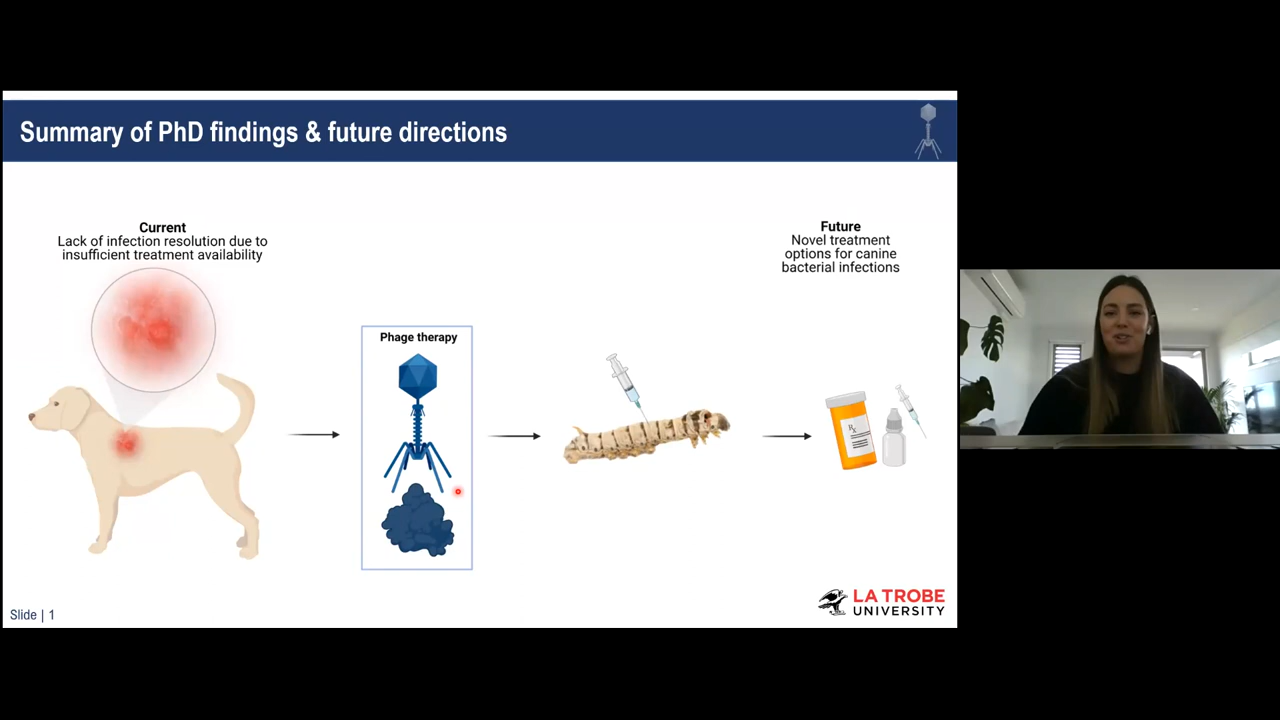 Summary of PhD findings & future directions
Current
Lack of infection resolution due to
insufficient treatment availability
Phage therapy
Future
Novel treatment
options for canine
bacterial infections
Rx
Slide | 1
LA TROBE
UNIVERSITY